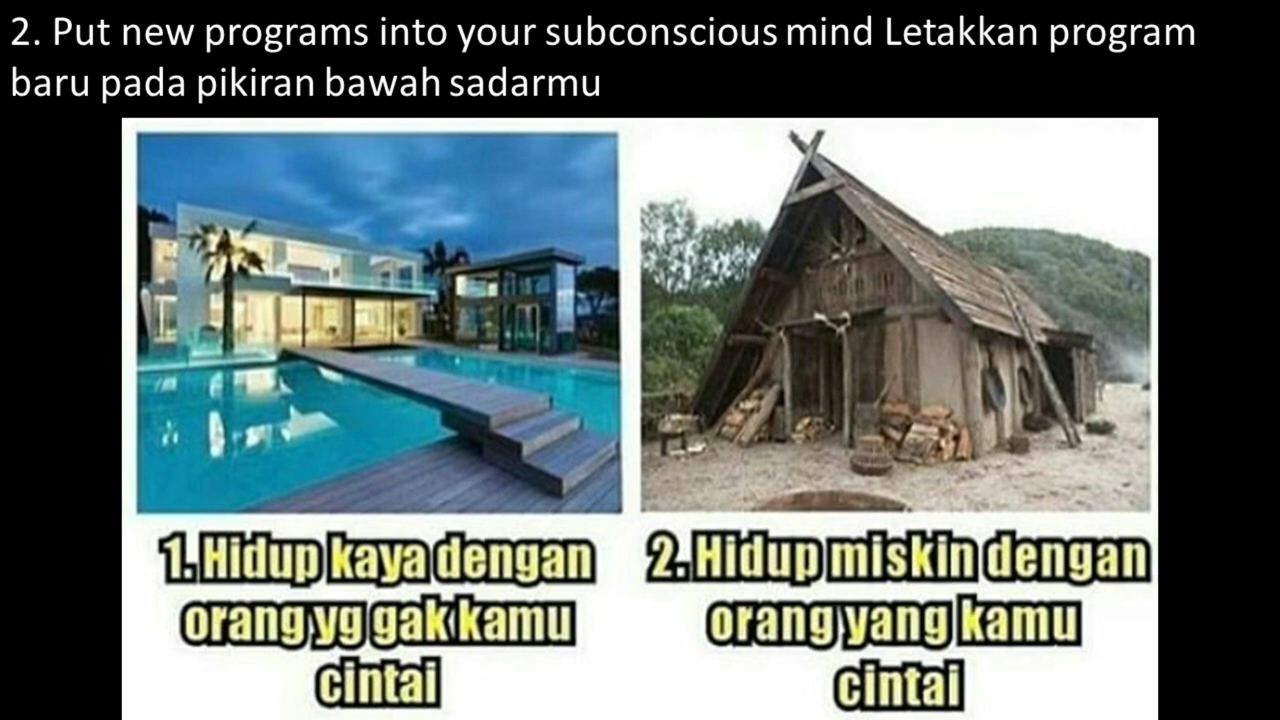 2. Put new programs into your subconscious mind Letakkan program
baru pada pikiran bawah sadarmu
1. Hidup kaya dengan
orang yg gak kamu
cintai
2. Hidup miskin dengan
orang yang kamu
cintai